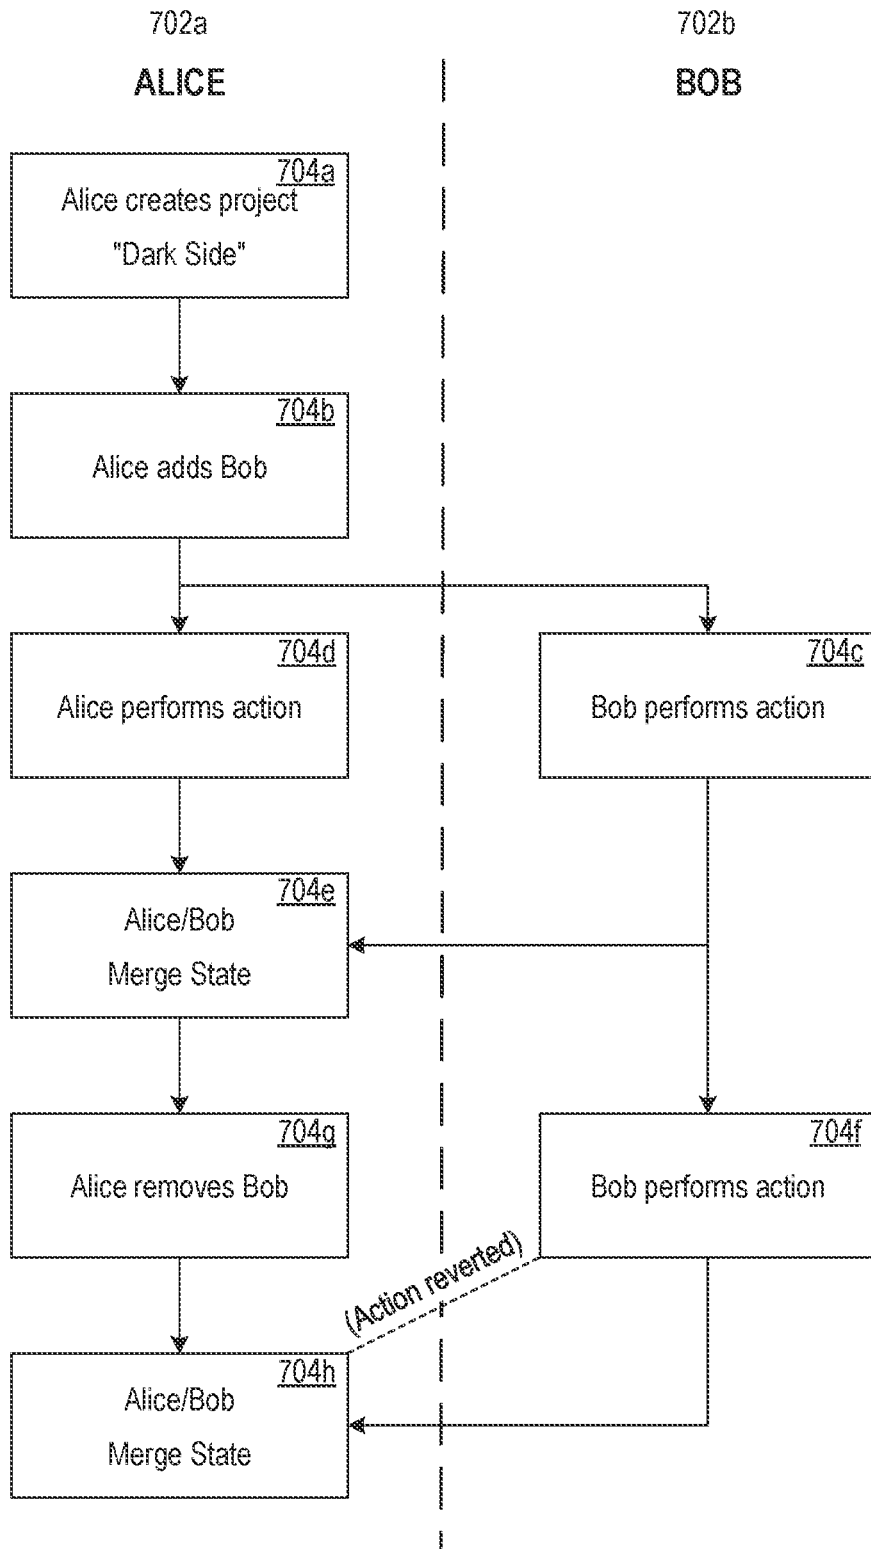 702a
702b
ALICE
BOB
704a
Alice creates project
"Dark Side"
704b
Alice adds Bob
704d
Alice performs action
704c
Bob performs action
704e
Alice/Bob
Merge State
704g
Alice removes Bob
704f
Bob performs action
(Action reverted)
704h
Alice/Bob
Merge State